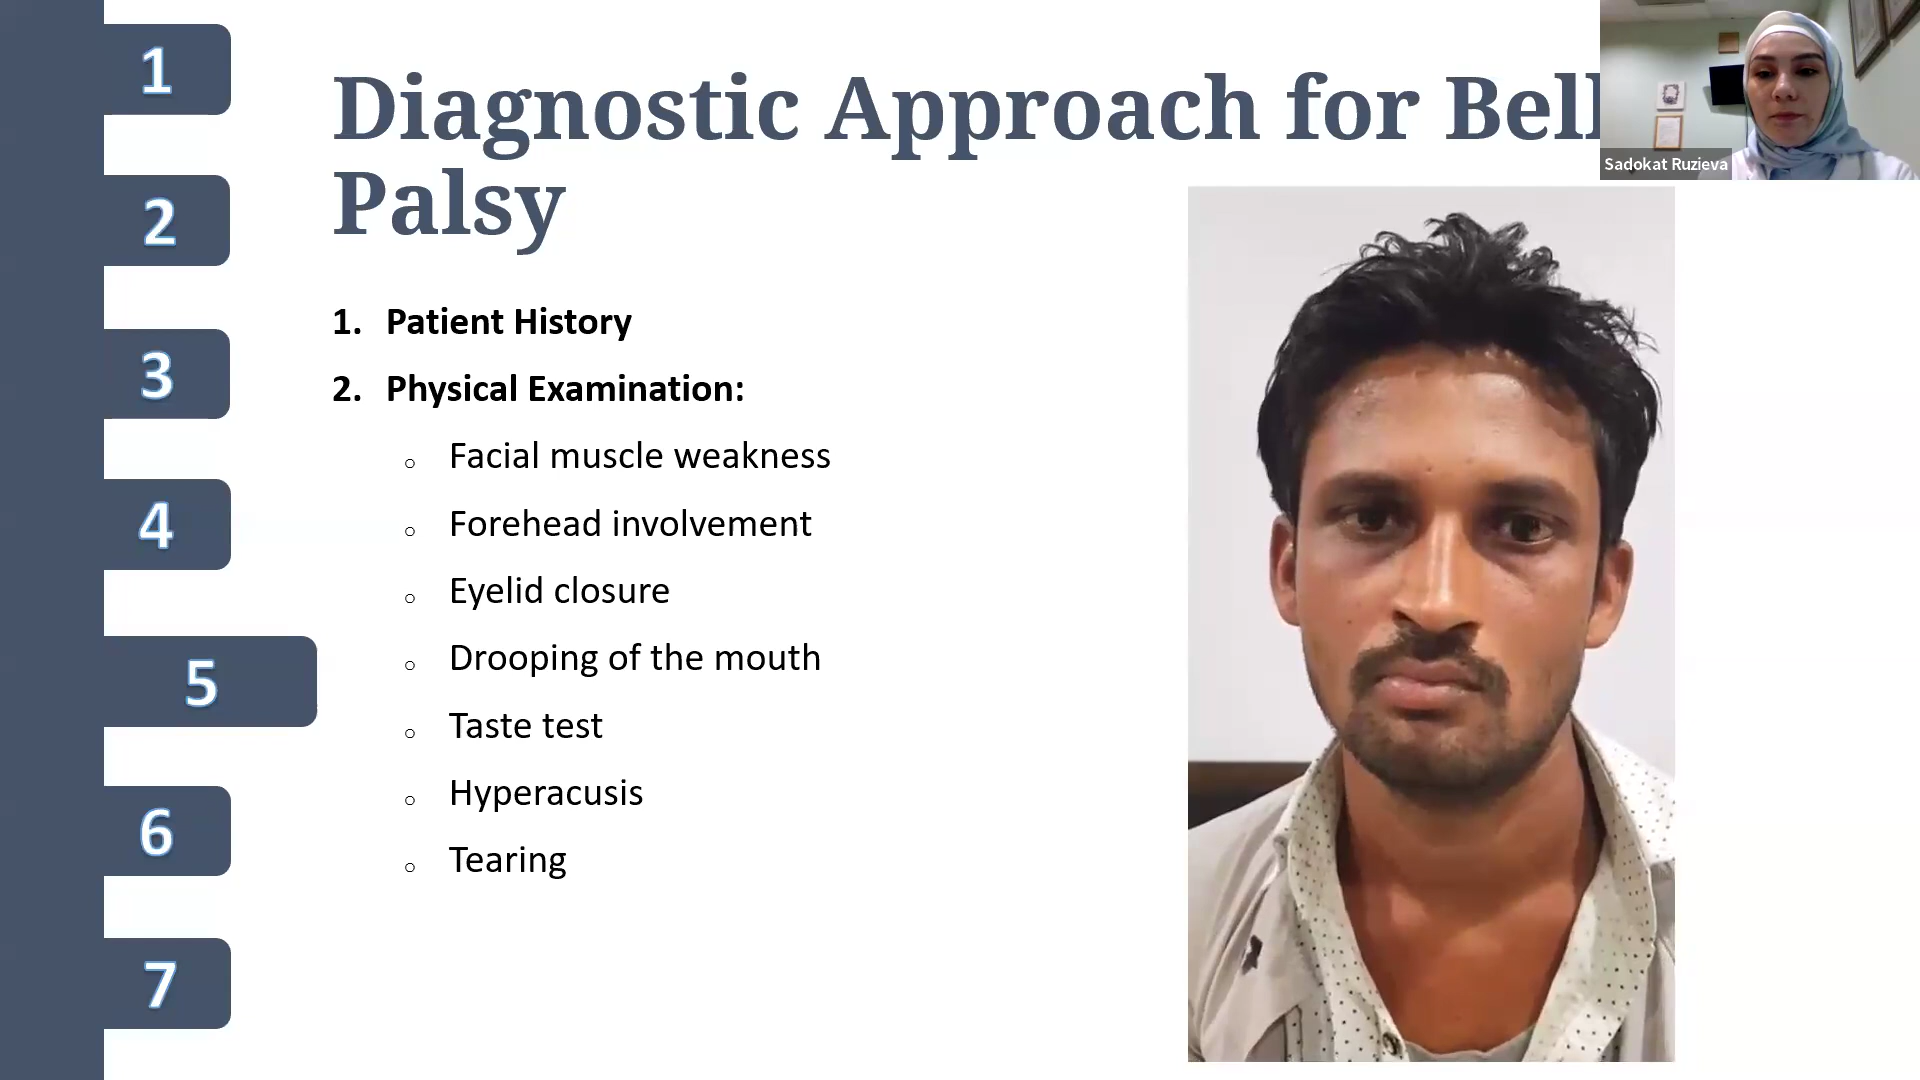 1
2
3
4
5
6
7
Diagnostic Approach for Bell
Palsy
1. Patient History
2. Physical Examination:
○ Facial muscle weakness
○ Forehead involvement
○ Eyelid closure
○ Drooping of the mouth
○ Taste test
○ Hyperacusis
○ Tearing
Sadokat Ruzieva